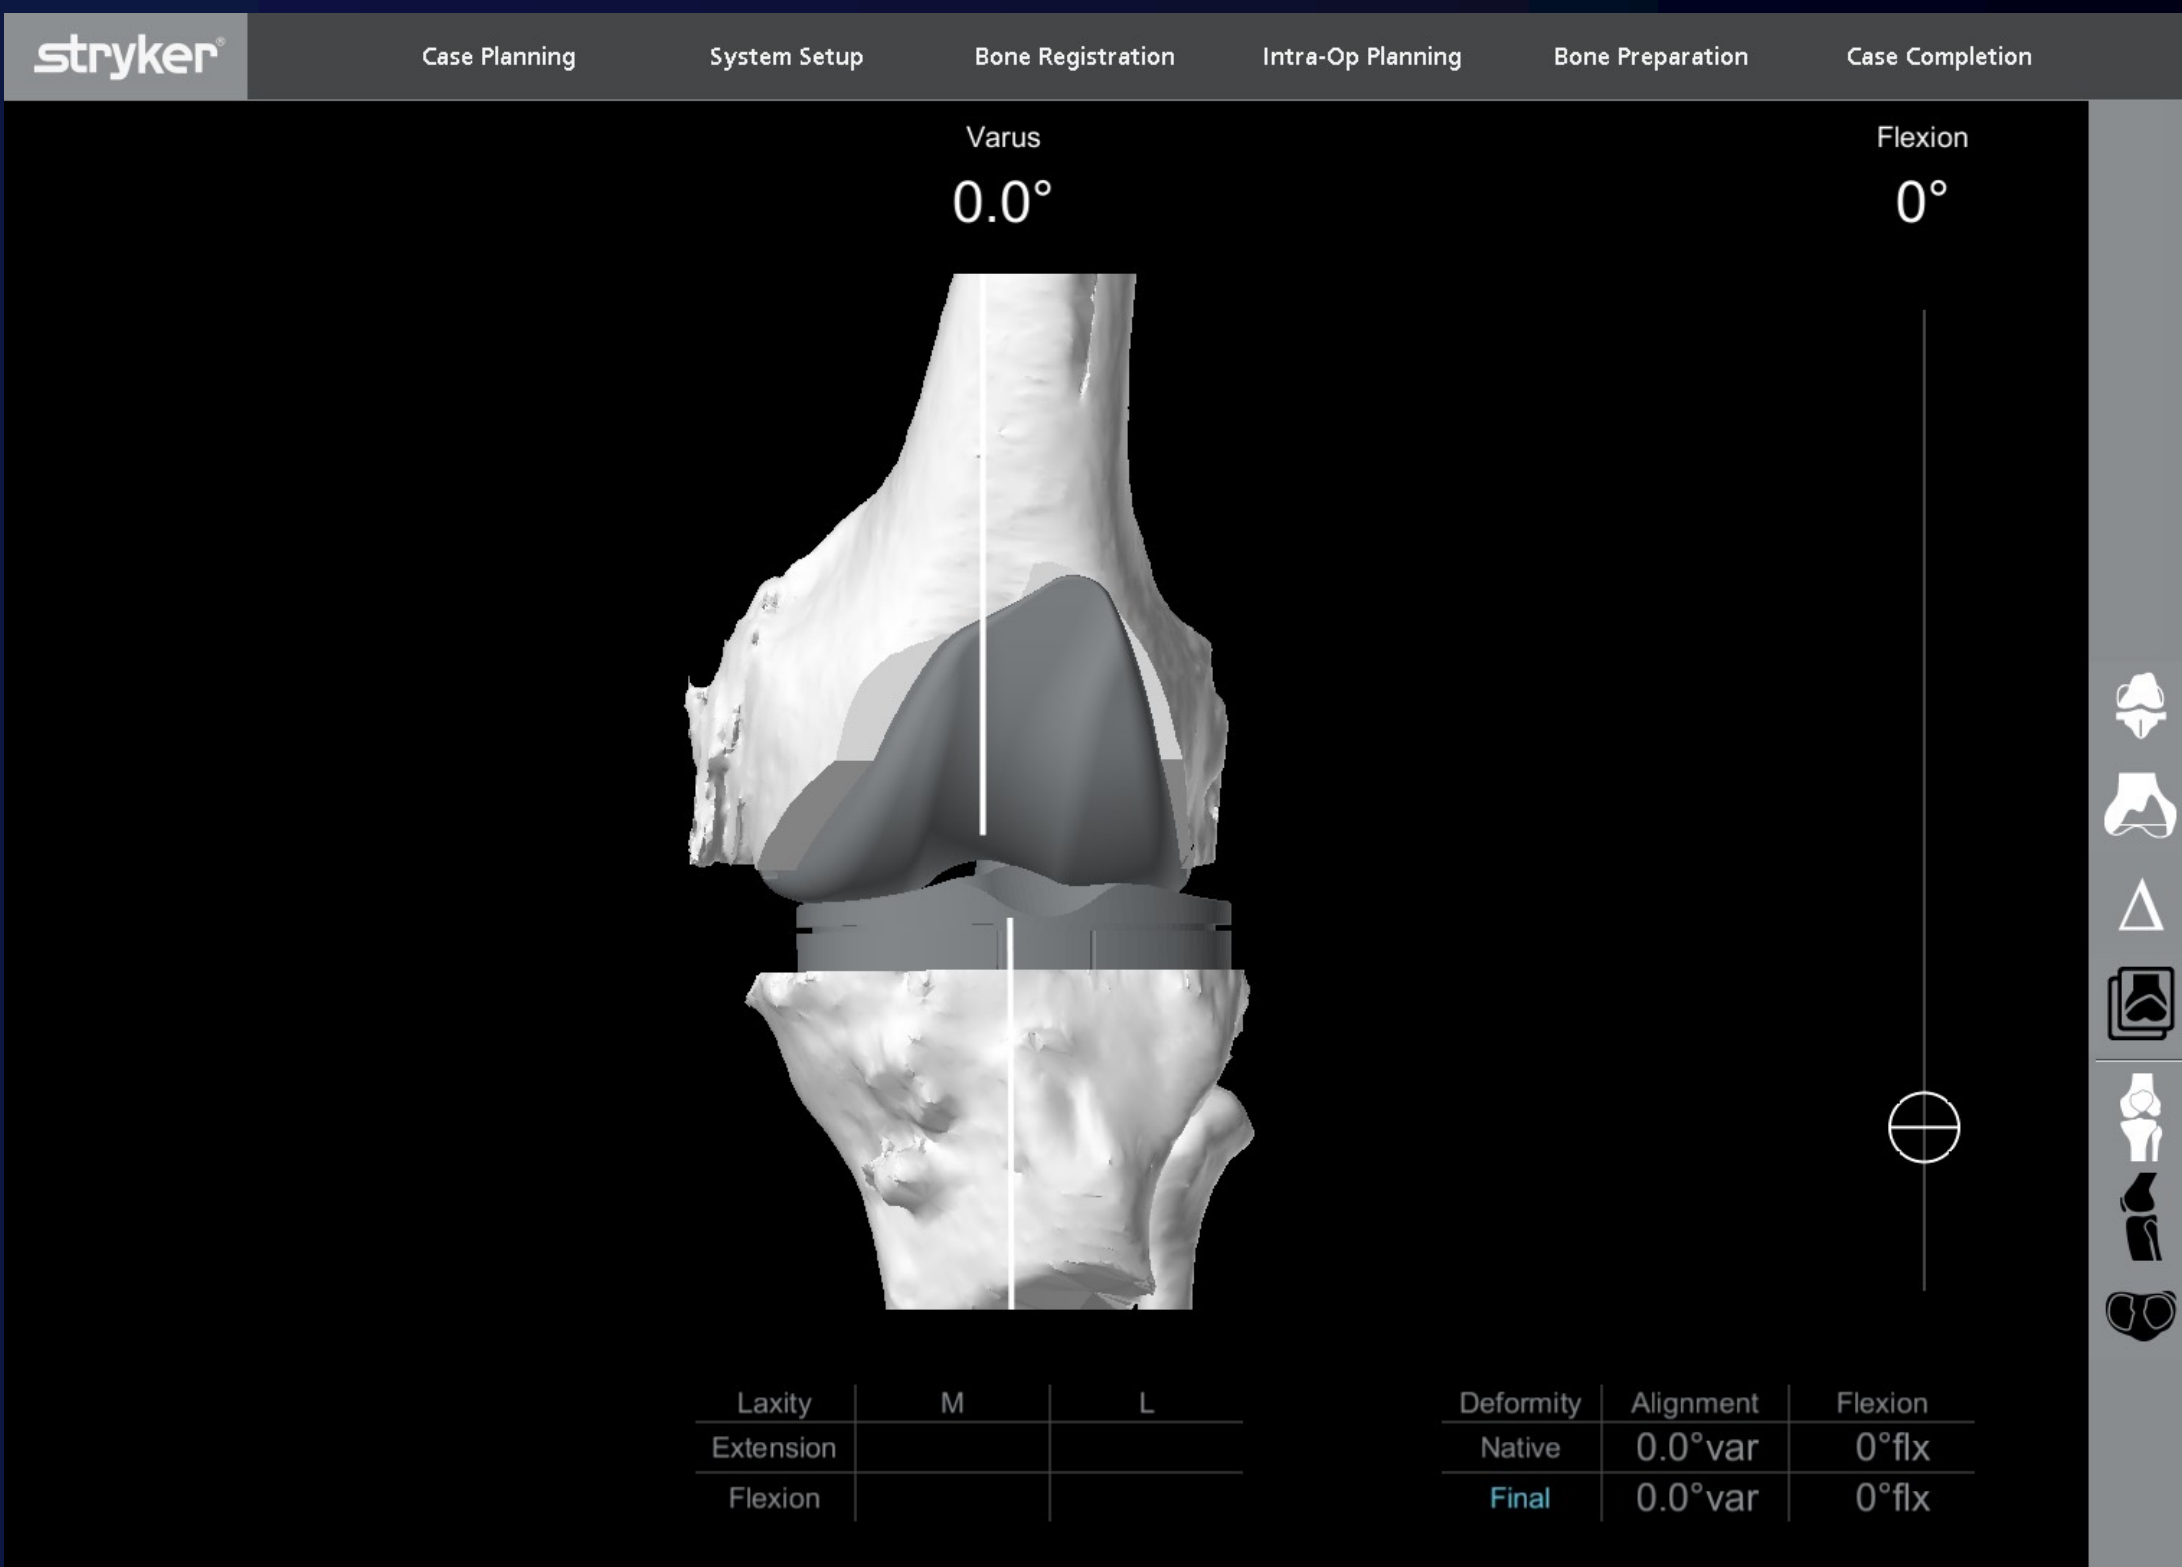 stryker®
Case Planning
System Setup
Bone Registration
Intra-Op Planning
Bone Preparation
Case Completion
Varus
0.0°
Flexion
0°
Laxity M L
Extension
Flexion
Deformity Alignment Flexion
Native 0.0°var 0°flx
Final 0.0°var 0°flx